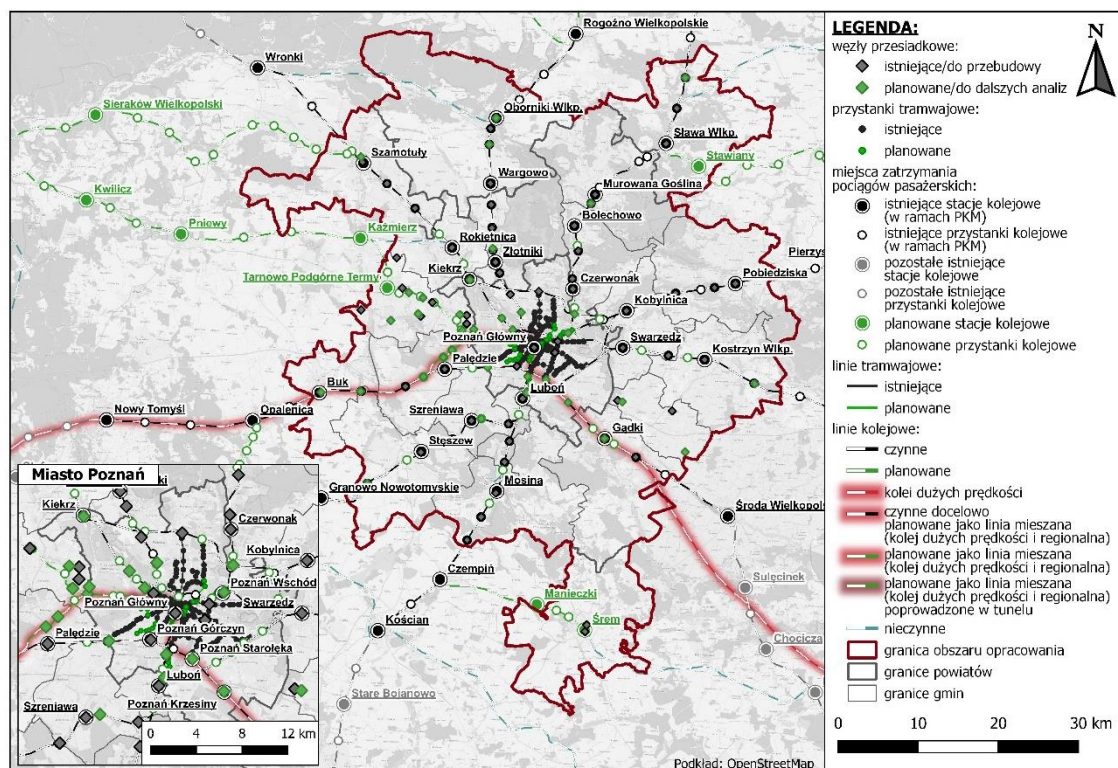 Rogoźno Wielkopolskie
Wronki
Sieraków Wielkopolski
Oborniki Wlkp.
Sława Wlkp.
Szamotuły
Stawiany
Kwilicz
Wargowo
Murowana Goślina
Pniewy
Kaźmierz
Bolechowo
Rokietnica
Złotniki
Pierzys
Tarnowo Podgórne Termy
Kiekrz
Czerwonak
Pobiedziska
Kobylnica
Poznań Główny
Swarzędz
Palędzie
Kostrzyn Wlkp.
Buk
Luboń
Nowy Tomyśl
Opalenica
Szreniawa
Gądki
Stęszew
Granowo Nowotomyskie
Mosina
Środa Wielkopols
Czempiń
Sulęcinek
Manieczki
Kościan
Śrem
Chocicza
Stare Bojanowo
Podkład: OpenStreetMap
Miasto Poznań
Kiekrz
Czerwonak
Kobylnica
Poznań Wschód
Poznań Główny
Swarzędz
Palędzie
Poznań Górczyn
Poznań Starołęka
Luboń
Szreniawa
Poznań Krzesiny
0 4 8 12 km
LEGENDA:
N
węzły przesiadkowe:
istniejące/do przebudowy
planowane/do dalszych analiz
przystanki tramwajowe:
istniejące
planowane
miejsca zatrzymania
pociągów pasażerskich:
istniejące stacje kolejowe
(w ramach PKM)
istniejące przystanki kolejowe
(w ramach PKM)
pozostałe istniejące
stacje kolejowe
pozostałe istniejące
przystanki kolejowe
planowane stacje kolejowe
planowane przystanki kolejowe
linie tramwajowe:
istniejące
planowane
linie kolejowe:
czynne
planowane
kolei dużych prędkości
czynne docelowo
planowane jako linia mieszana
(kolej dużych prędkości i regionalna)
planowane jako linia mieszana
(kolej dużych prędkości i regionalna)
planowane jako linia mieszana
(kolej dużych prędkości i regionalna)
poprowadzone w tunelu
nieczynne
granica obszaru opracowania
granice powiatów
granice gmin
0 10 20 30 km